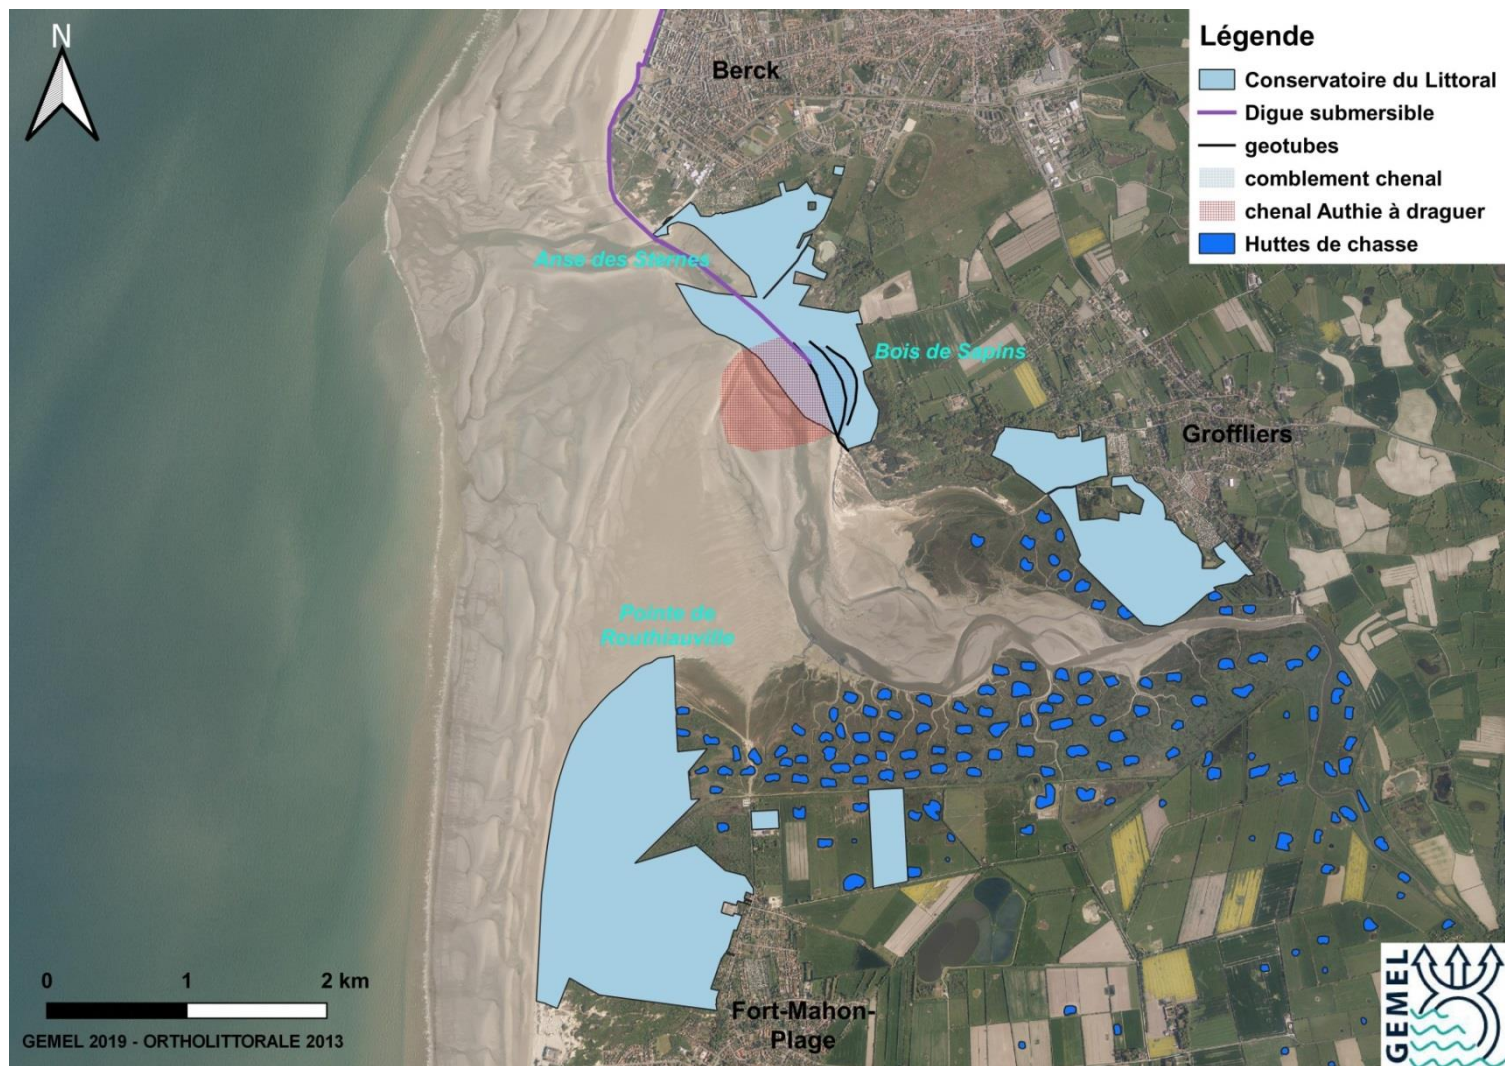 N
Berck
Légende
Conservatoire du Littoral
Digue submersible
geotubes
comblement chenal
chenal Authie à draguer
Huttes de chasse
Anse des Sternes
Bois de Sapins
Groffliers
Pointe de
Routhiauville
0 1 2 km
GEMEL 2019 - ORTHOLITTORALE 2013
Fort-Mahon-
Plage
GEMEL